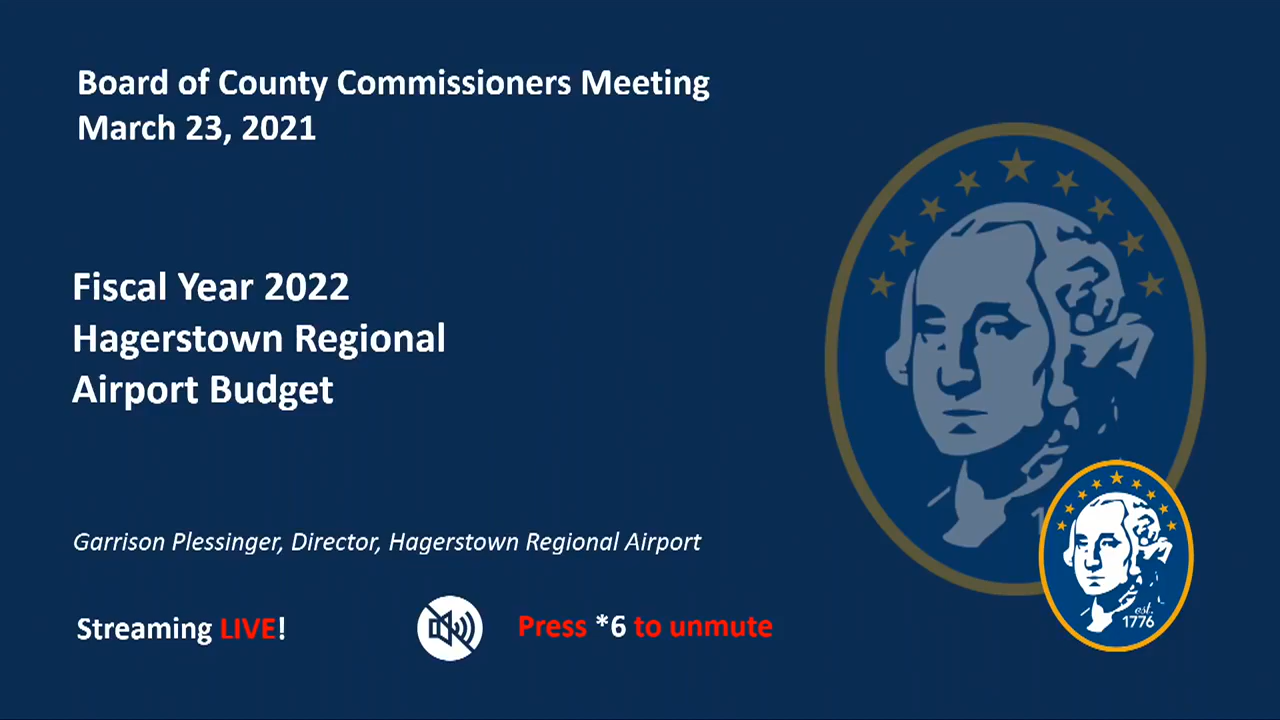 Board of County Commissioners Meeting
March 23, 2021
Fiscal Year 2022
Hagerstown Regional
Airport Budget
Garrison Plessinger, Director, Hagerstown Regional Airport
Streaming LIVE!
Press *6 to unmute
est.
1776